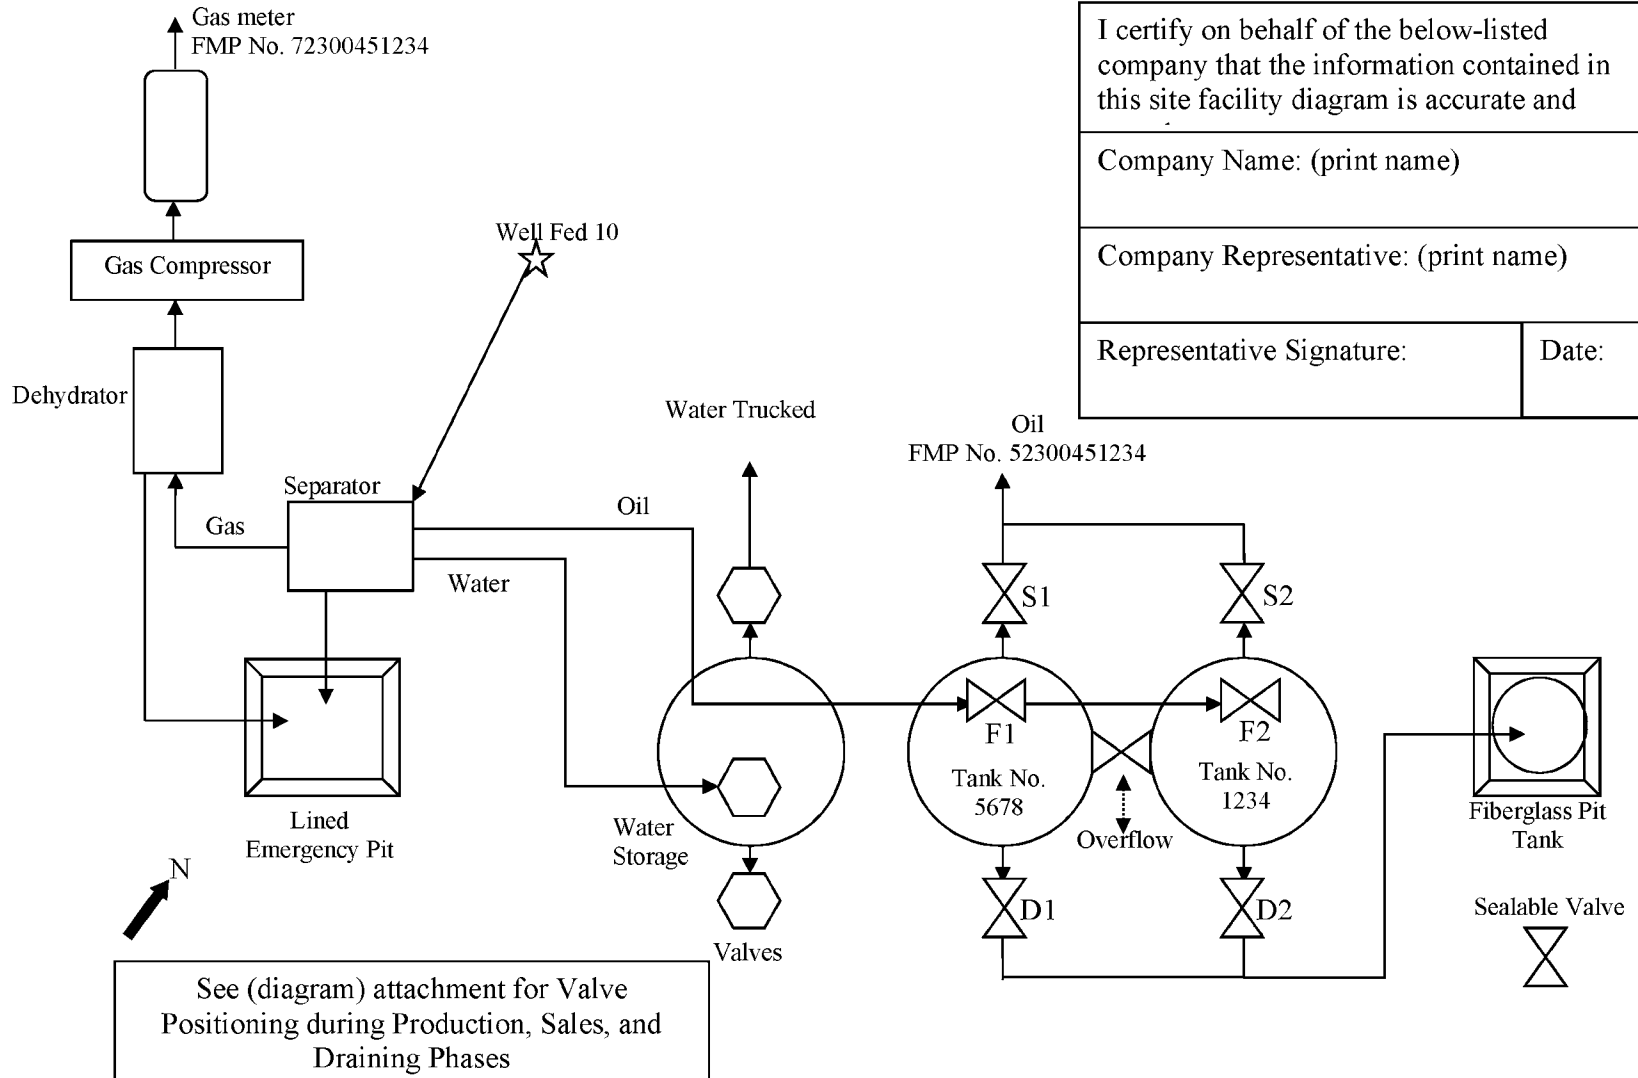 Gas meter
FMP No. 72300451234
I certify on behalf of the below-listed
company that the information contained in
this site facility diagram is accurate and
Company Name: (print name)
Company Representative: (print name)
Representative Signature:
Date:
Well Fed 10
Gas Compressor
Dehydrator
Water Trucked
Oil
FMP No. 52300451234
Separator
Gas
Oil
Water
S1
S2
F1
F2
Tank No.
5678
Tank No.
1234
Overflow
Water
Storage
Lined
Emergency Pit
Fiberglass Pit
Tank
N
D1
D2
Sealable Valve
Valves
See (diagram) attachment for Valve
Positioning during Production, Sales, and
Draining Phases